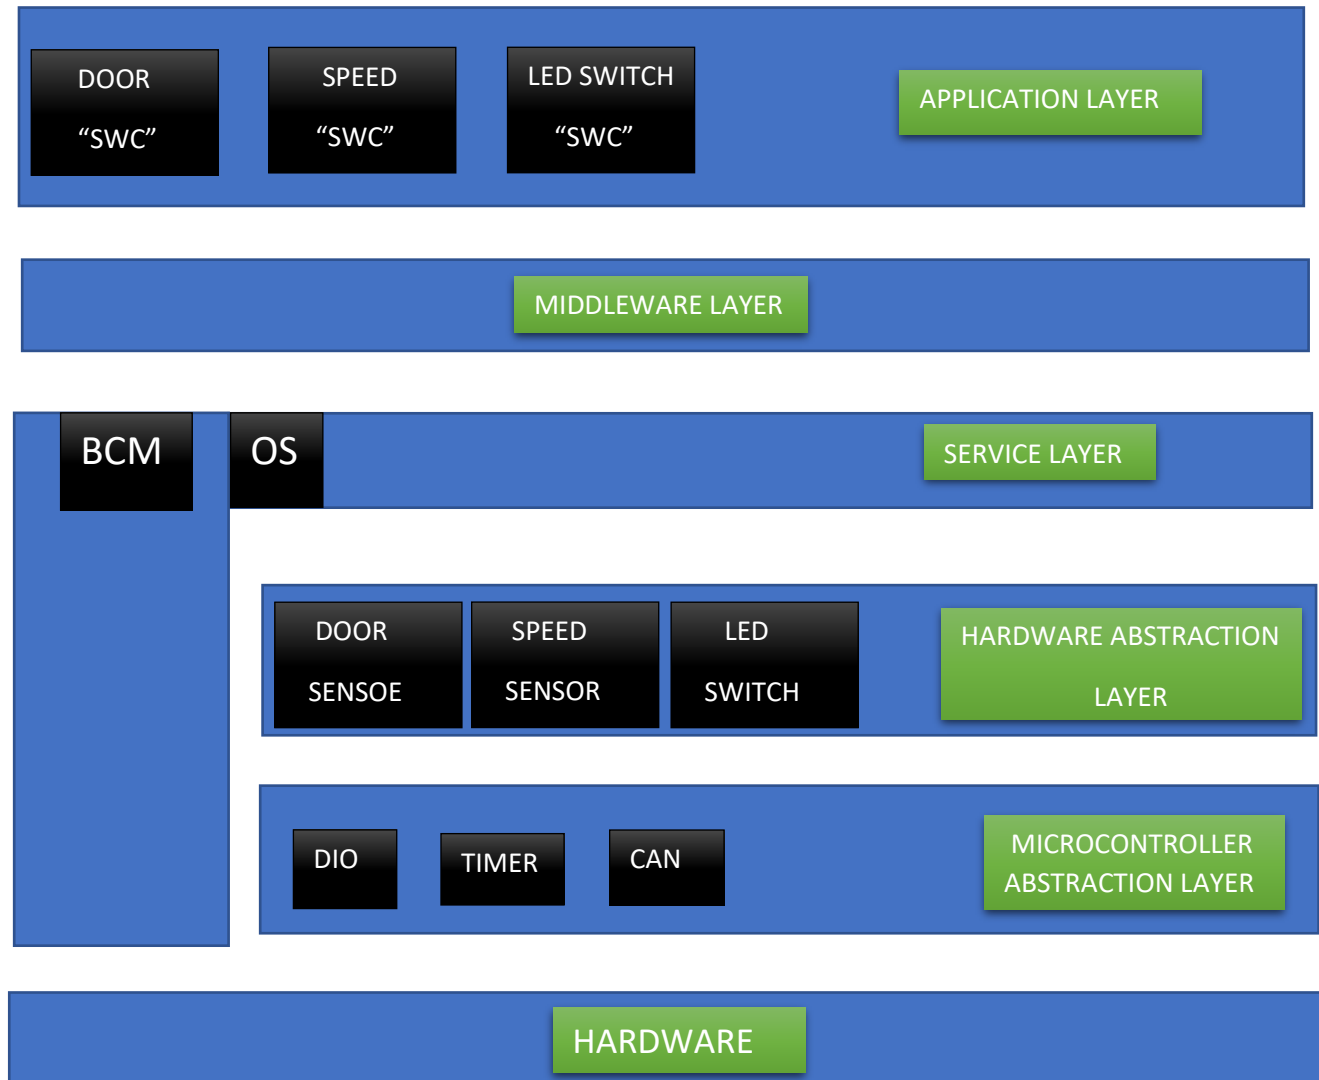 DOOR
“SWC”
SPEED
“SWC”
LED SWITCH
“SWC”
APPLICATION LAYER
MIDDLEWARE LAYER
BCM
OS
SERVICE LAYER
DOOR
SENSOE
SPEED
SENSOR
LED
SWITCH
HARDWARE ABSTRACTION
LAYER
DIO
TIMER
CAN
MICROCONTROLLER
ABSTRACTION LAYER
HARDWARE